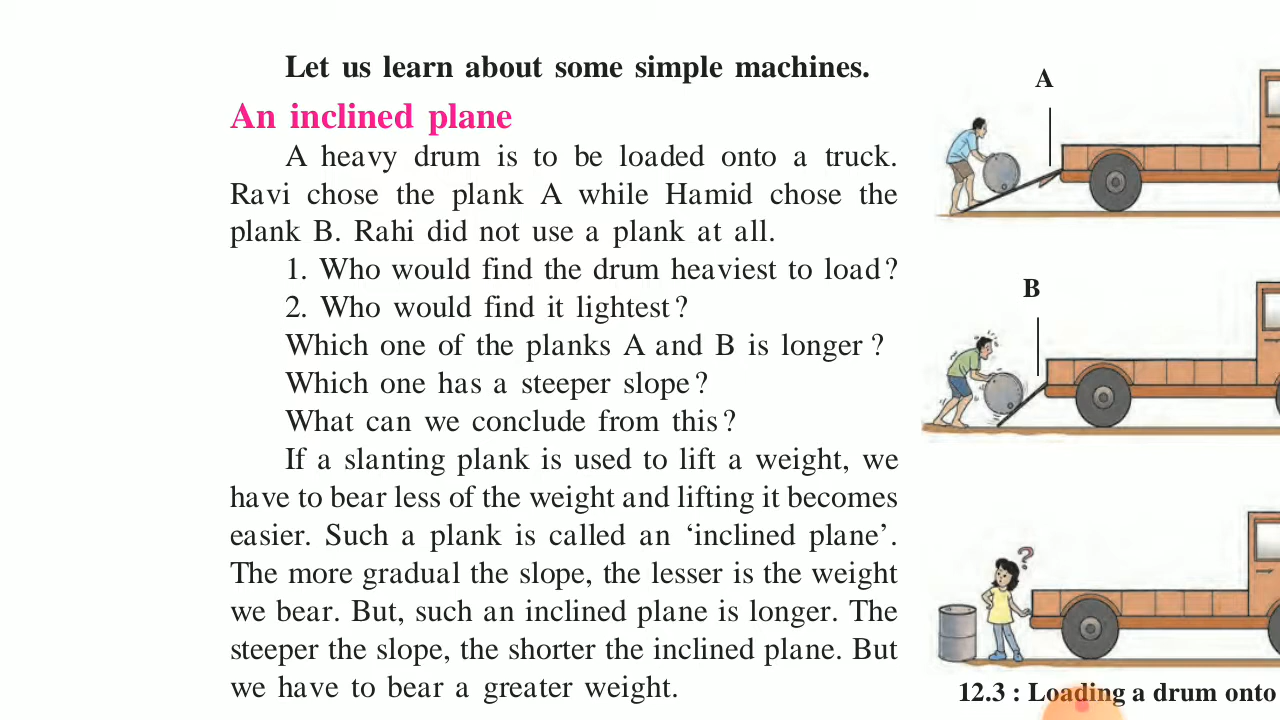 Let us learn about some simple machines.
An inclined plane
A heavy drum is to be loaded onto a truck.
Ravi chose the plank A while Hamid chose the
plank B. Rahi did not use a plank at all.
1. Who would find the drum heaviest to load?
2. Who would find it lightest?
Which one of the planks A and B is longer ?
Which one has a steeper slope?
What can we conclude from this?
If a slanting plank is used to lift a weight, we
have to bear less of the weight and lifting it becomes
easier. Such a plank is called an ‘inclined plane’.
The more gradual the slope, the lesser is the weight
we bear. But, such an inclined plane is longer. The
steeper the slope, the shorter the inclined plane. But
we have to bear a greater weight.
A
B
?
12.3 : Loading a drum onto